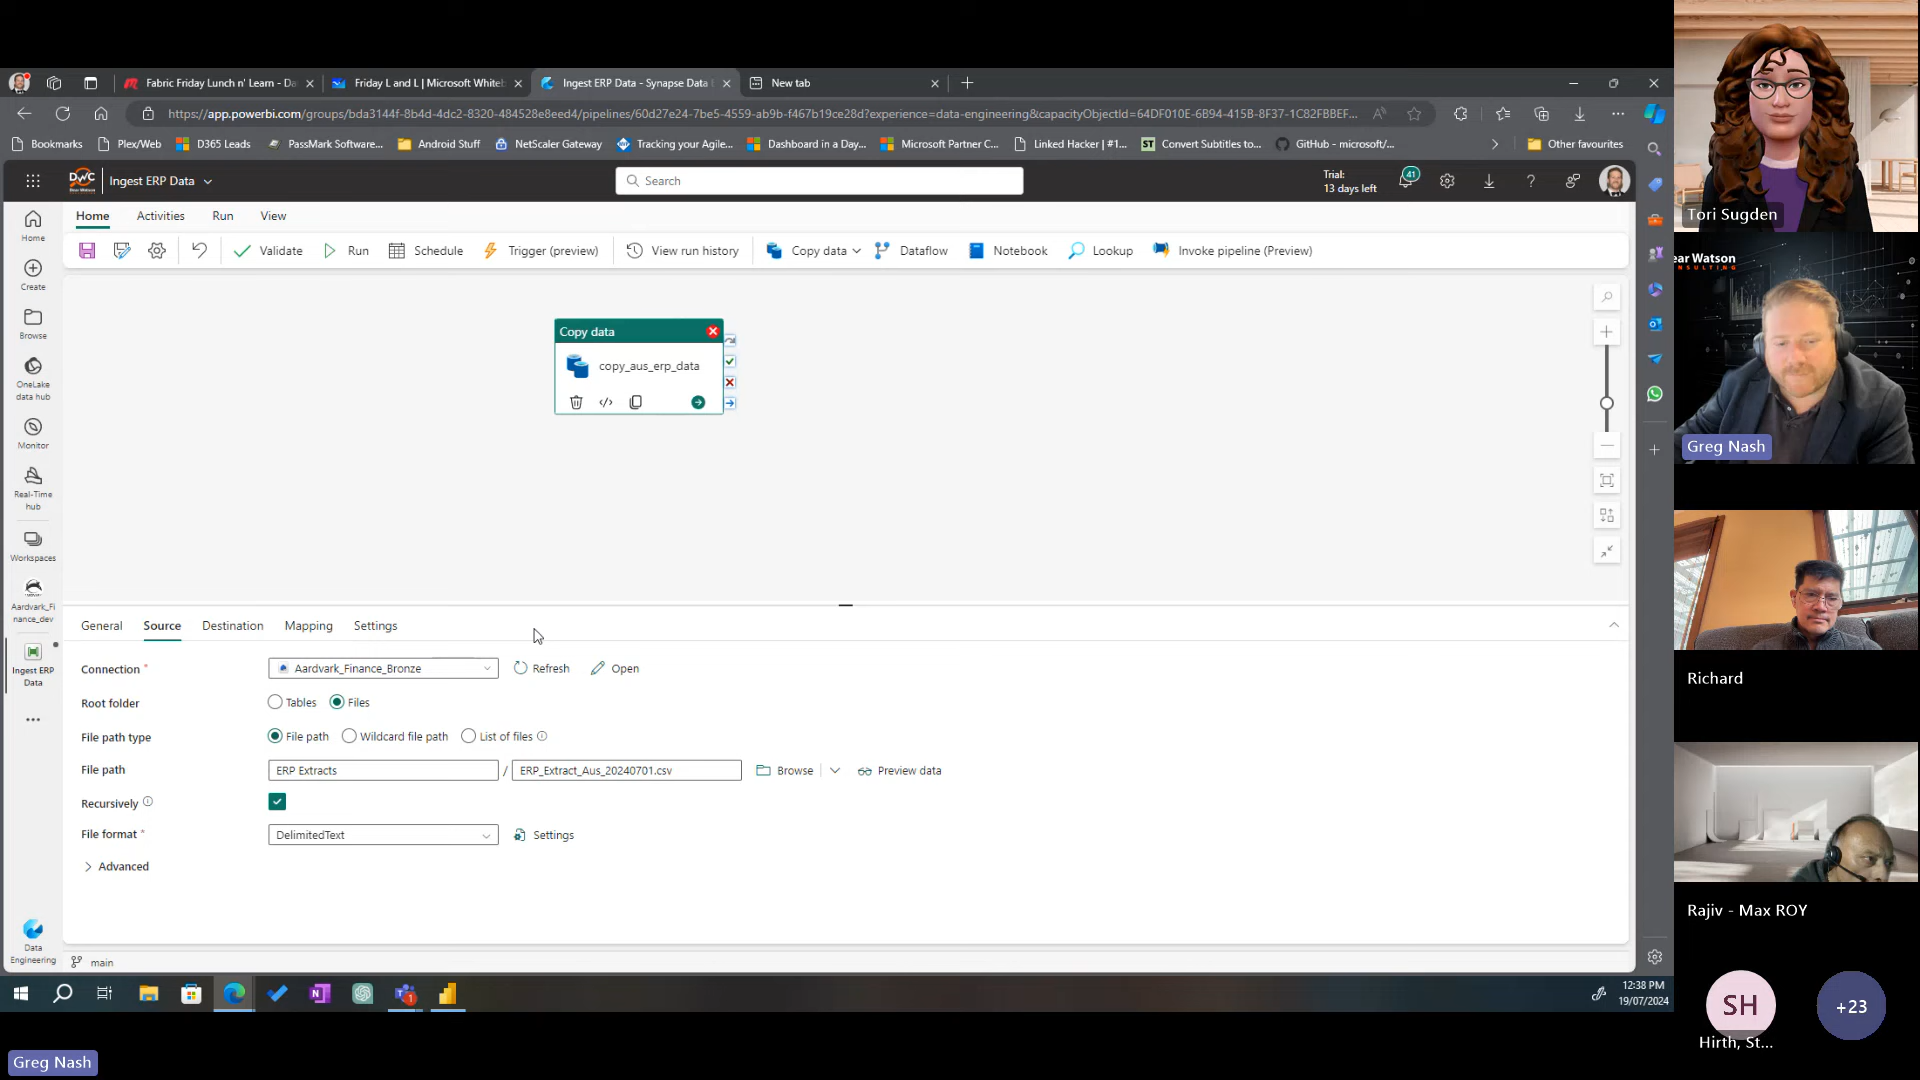 Fabric Friday Lunch n' Learn - Da
Friday L and L | Microsoft Whiteb
Ingest ERP Data - Synapse Data I
New tab
https://app.powerbi.com/groups/bda3144f-8b4d-4dc2-8320-484528e8eed4/pipelines/60d27e24-7be5-4559-ab9b-f467b19ce28d?experience=data-engineering&capacityObjectId=64DF010E-6B94-415B-8F37-1C82FBBEF...
Bookmarks
Plex/Web
D365 Leads
PassMark Software...
Android Stuff
NetScaler Gateway
Tracking your Agile...
Dashboard in a Day...
Microsoft Partner C...
Linked Hacker | #1...
ST Convert Subtitles to...
GitHub - microsoft/...
Other favourites
DWC
Dear Watson
Ingest ERP Data
Search
Trial:
13 days left
41
Home
Activities
Run
View
Validate
Run
Schedule
Trigger (preview)
View run history
Copy data
Dataflow
Notebook
Lookup
Invoke pipeline (Preview)
Home
Create
Browse
OneLake
data hub
Monitor
Real-Time
hub
Workspaces
Aardvark_Fi
nance_dev
Ingest ERP
Data
Data
Engineering
Copy data
copy_aus_erp_data
General
Source
Destination
Mapping
Settings
Connection *
Aardvark_Finance_Bronze
Refresh
Open
Root folder
Tables
Files
File path type
File path
Wildcard file path
List of files
File path
ERP Extracts
/
ERP_Extract_Aus_20240701.csv
Browse
Preview data
Recursively
File format *
DelimitedText
Settings
Advanced
main
12:38 PM
19/07/2024
Greg Nash
Tori Sugden
ear Watson
NSULTING
Greg Nash
Richard
Rajiv - Max ROY
SH
Hirth, St...
+23